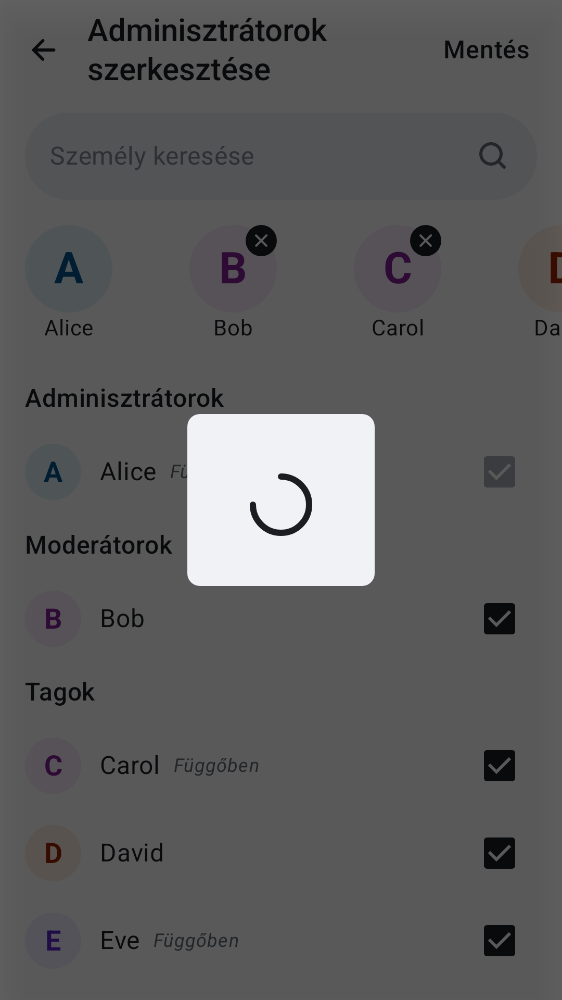 Adminisztrátorok
szerkesztése
Mentés
Személy keresése
A
B
C
Alice
Bob
Carol
Da
Adminisztrátorok
A
Alice
Moderátorok
B
Bob
Tagok
C
Carol Függőben
D
David
E
Eve Függőben